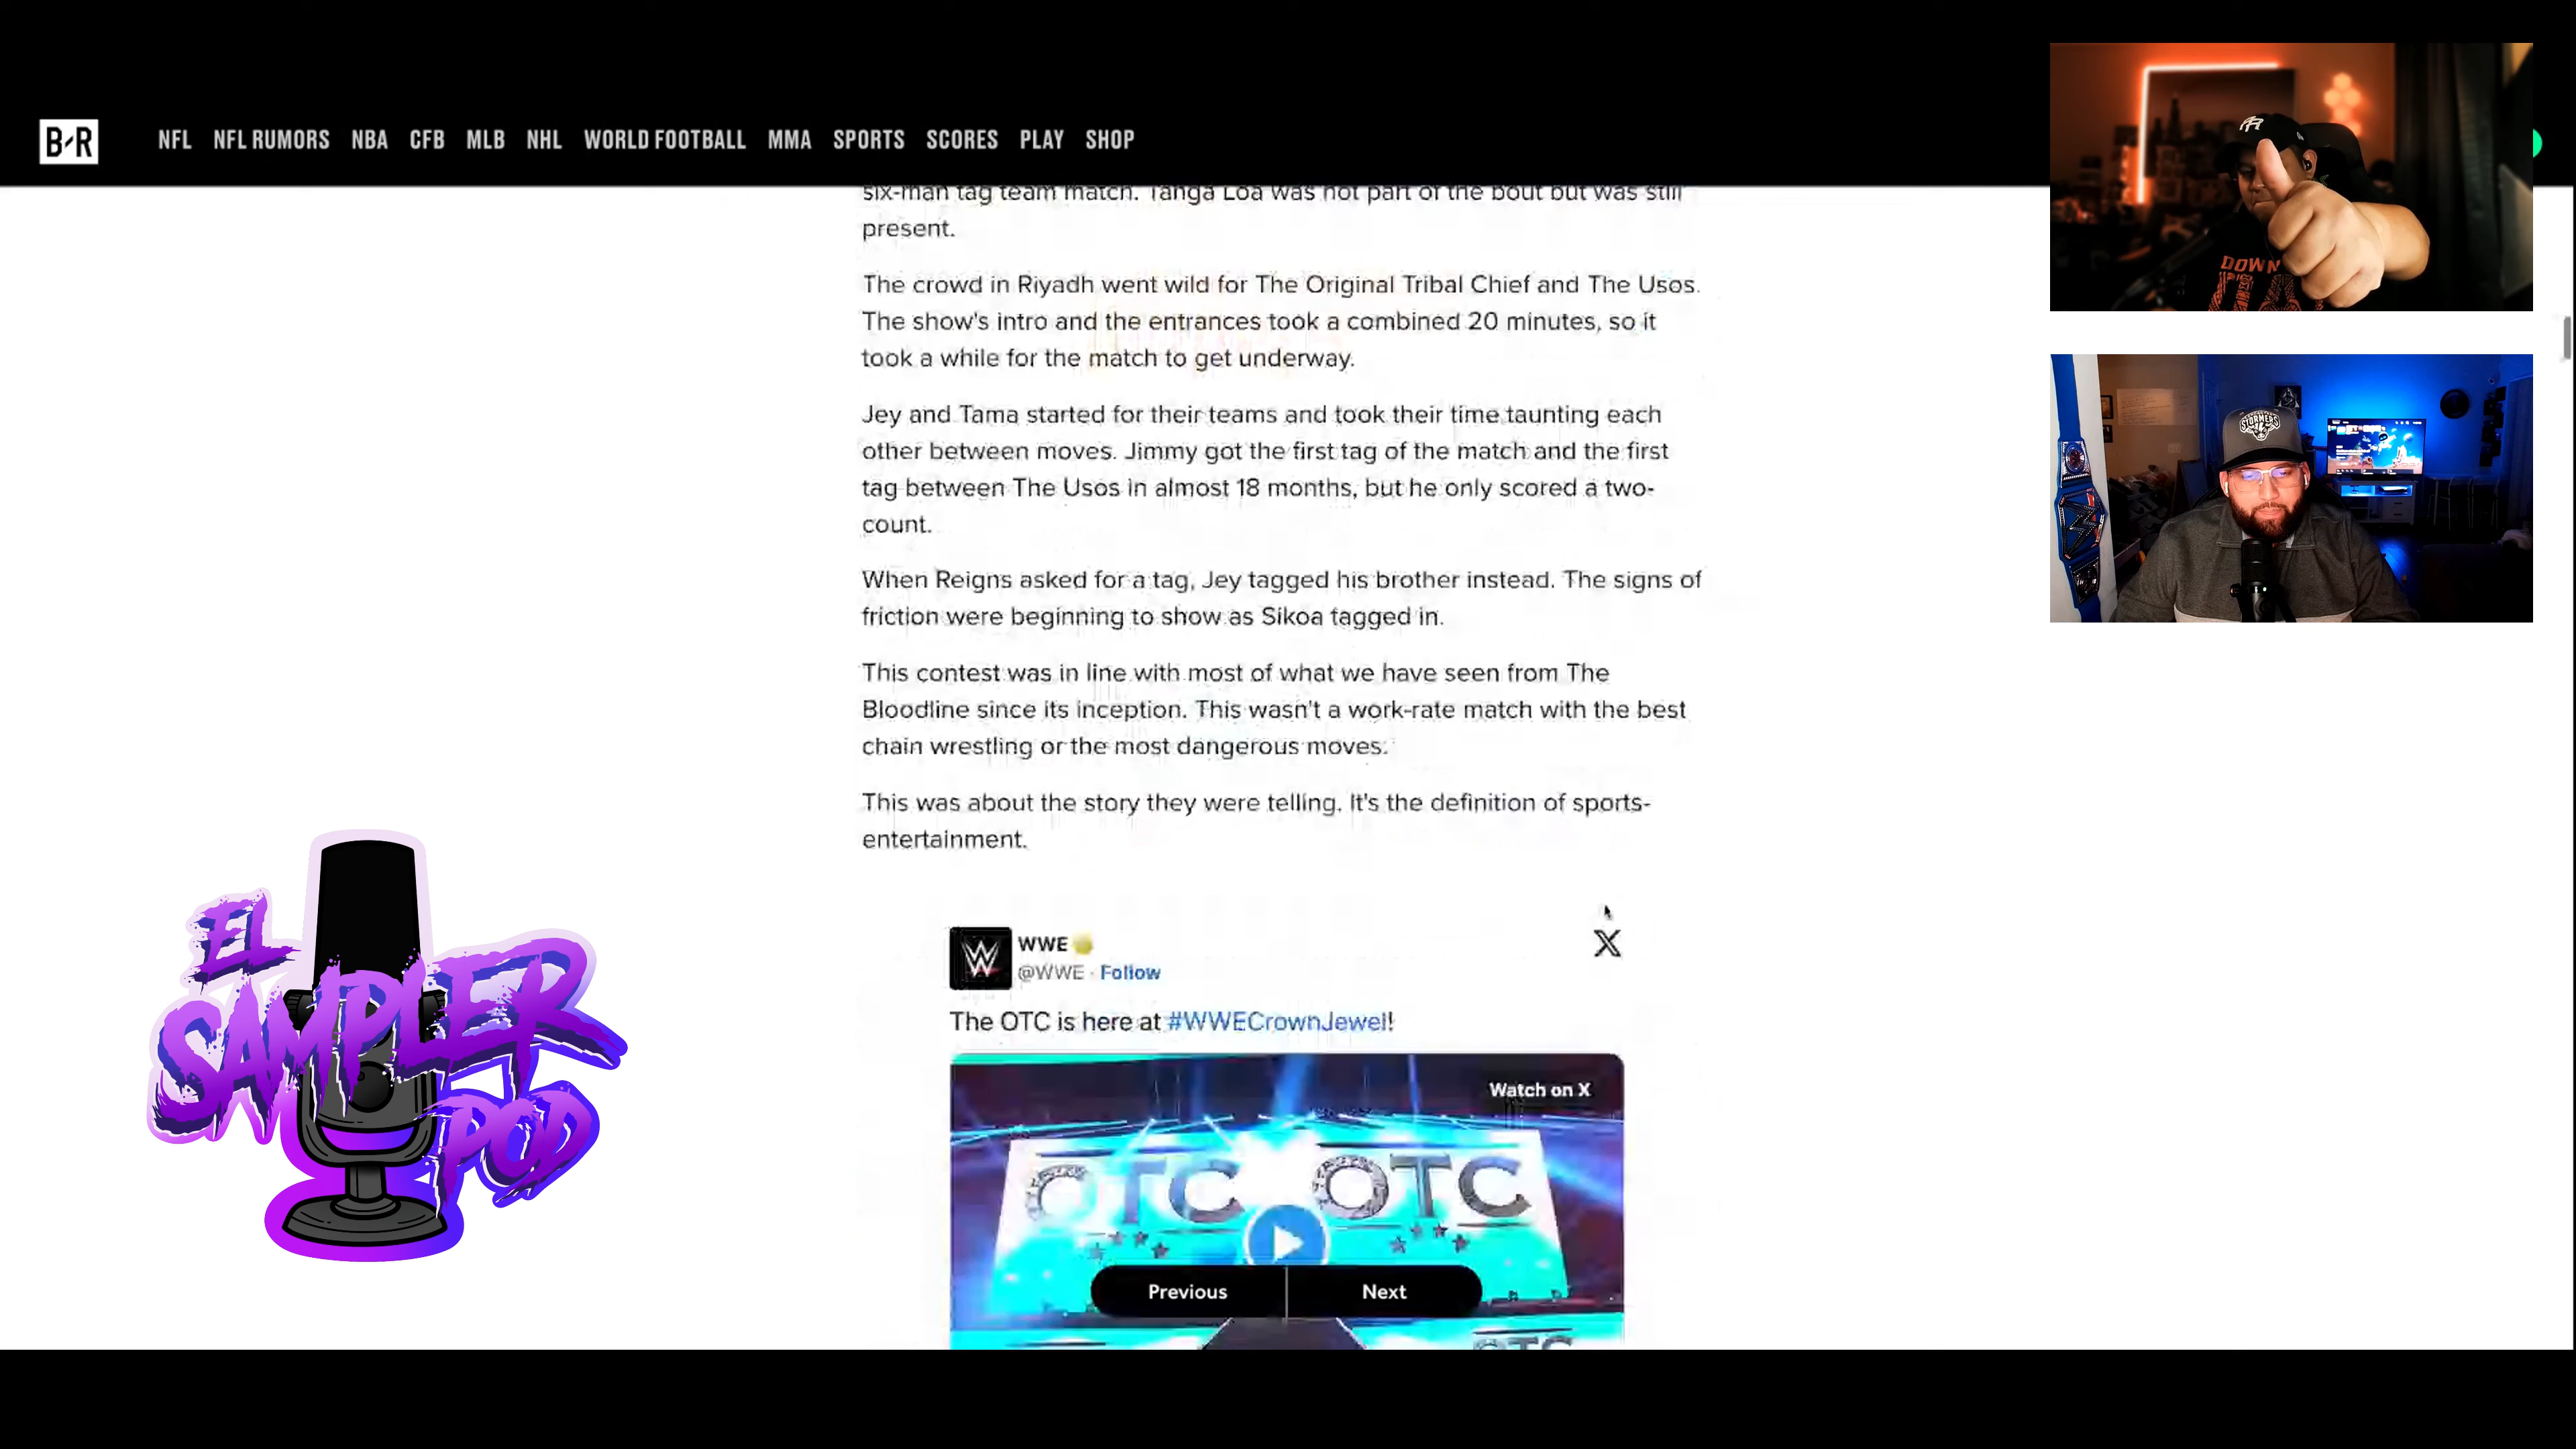 B/R
NFL NFL RUMORS NBA CFB MLB NHL WORLD FOOTBALL MMA SPORTS SCORES PLAY SHOP
six-man tag team match. Tanga Loa was not part of the bout but was still
present.
The crowd in Riyadh went wild for The Original Tribal Chief and The Usos.
The show's intro and the entrances took a combined 20 minutes, so it
took a while for the match to get underway.
Jey and Tama started for their teams and took their time taunting each
other between moves. Jimmy got the first tag of the match and the first
tag between The Usos in almost 18 months, but he only scored a two-
count.
When Reigns asked for a tag, Jey tagged his brother instead. The signs of
friction were beginning to show as Sikoa tagged in.
This contest was in line with most of what we have seen from The
Bloodline since its inception. This wasn't a work-rate match with the best
chain wrestling or the most dangerous moves.
This was about the story they were telling. It's the definition of sports-
entertainment.
WWE
@WWE · Follow
X
The OTC is here at #WWECrownJewel!
Watch on X
OTC OTC
Previous Next
OTC
EL
SAMPLER
POD
DOWN
STORMERS